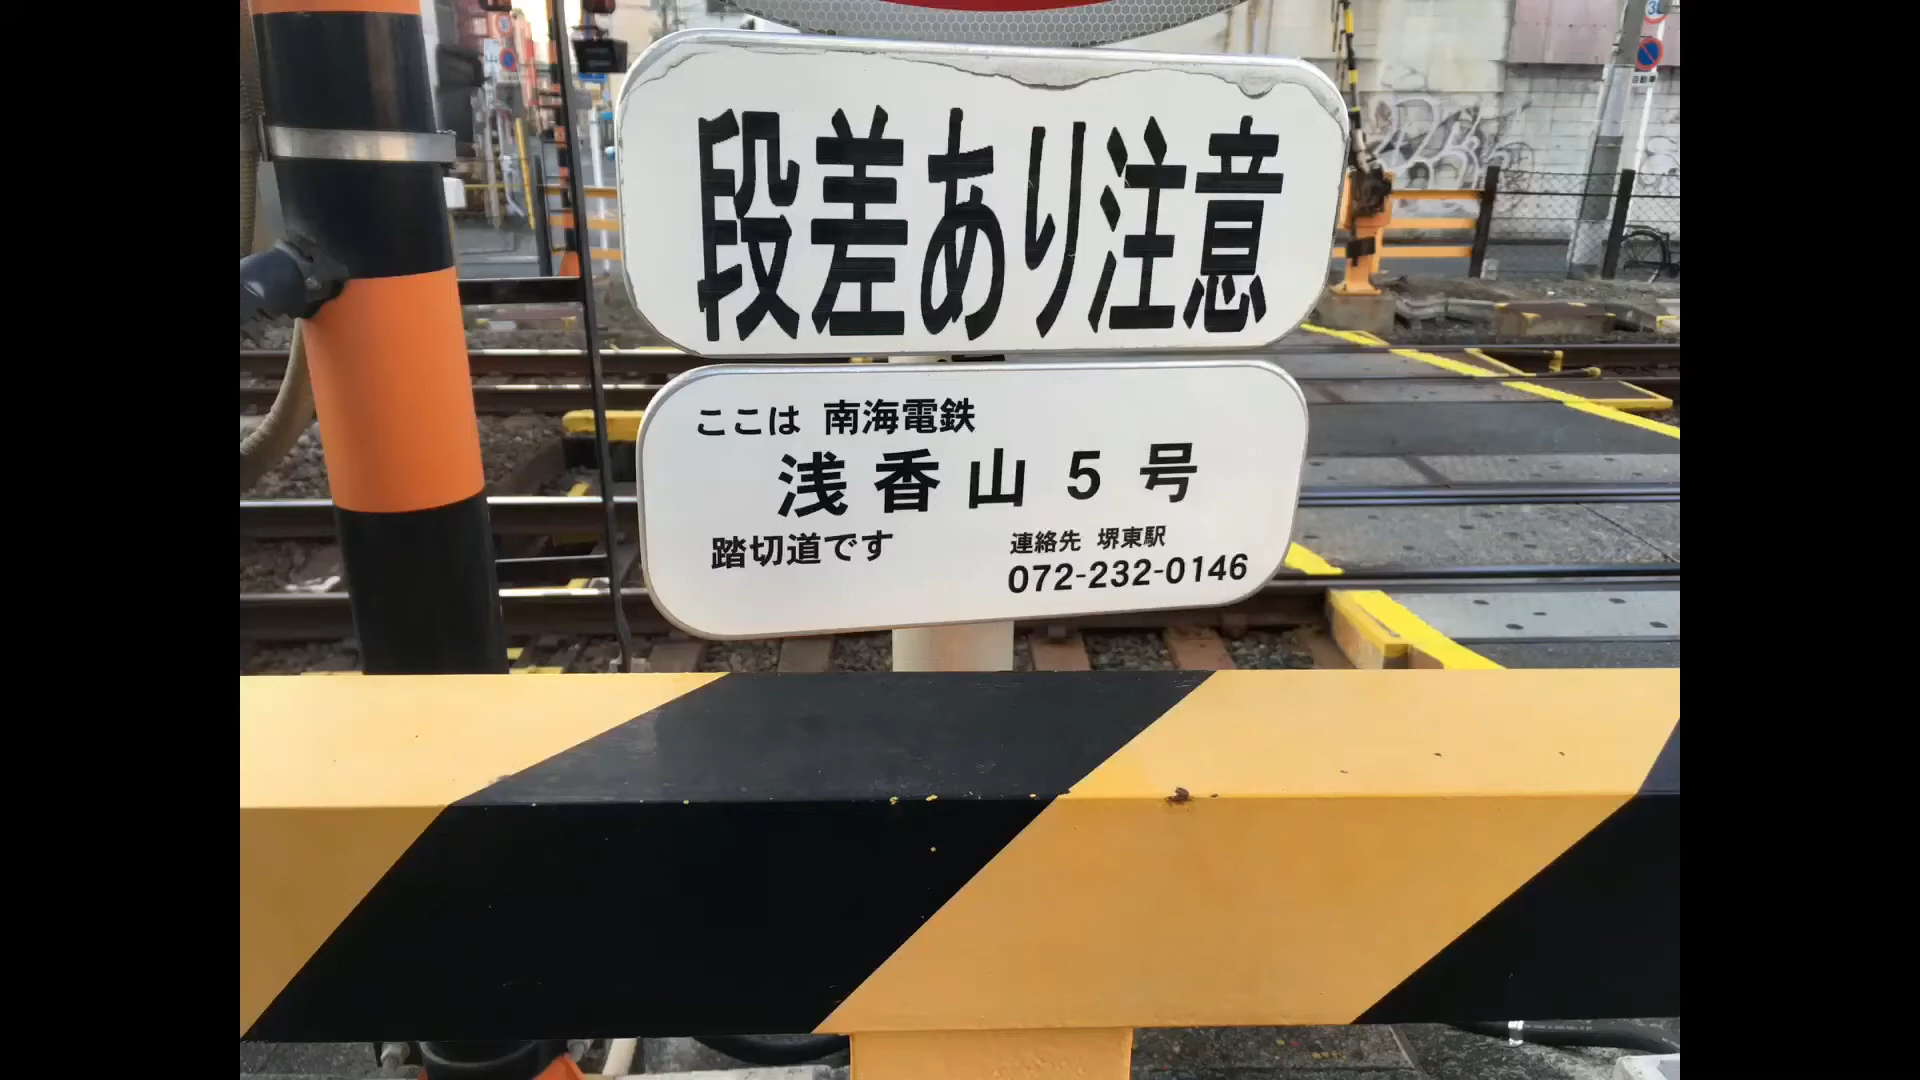 段差あり注意
ここは 南海電鉄
浅香山 5 号
踏切道です
連絡先 堺東駅
072-232-0146